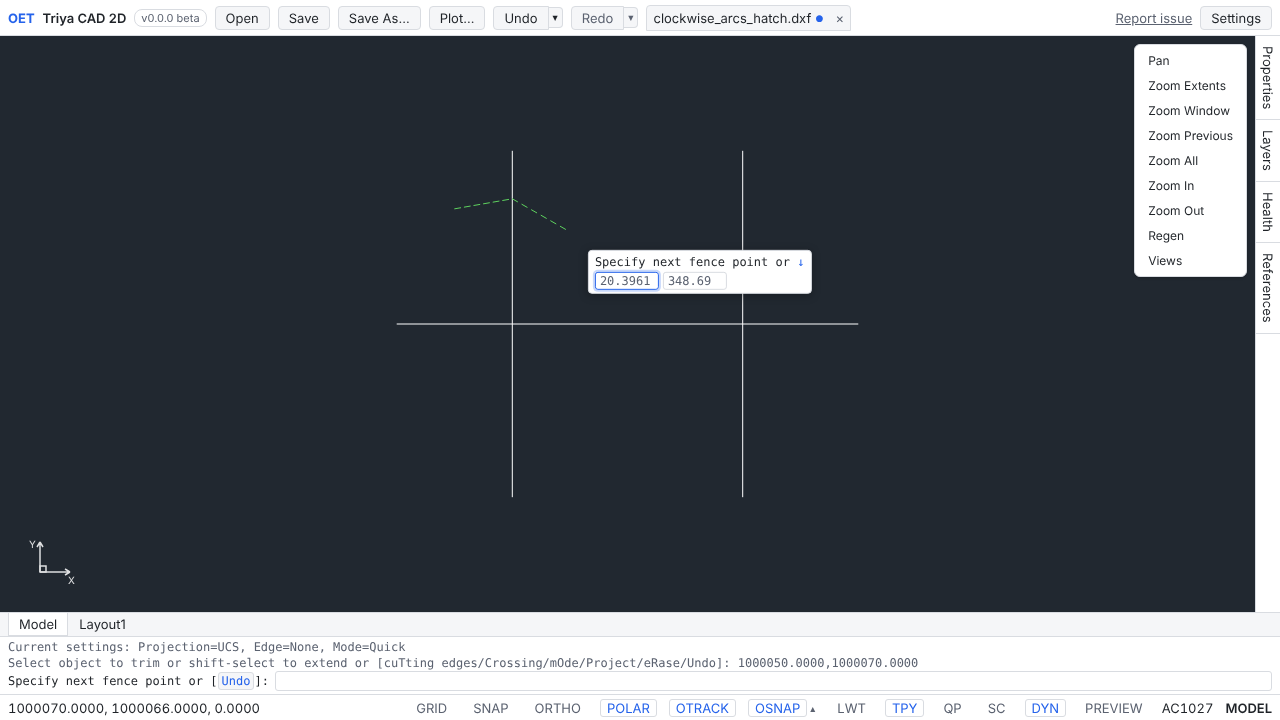 OET Triya CAD 2D v0.0.0 beta Open Save Save As... Plot... Undo ▾ Redo ▾ clockwise_arcs_hatch.dxf ● × Report issue Settings
Pan
Zoom Extents
Zoom Window
Zoom Previous
Zoom All
Zoom In
Zoom Out
Regen
Views
Properties
Layers
Health
References
Specify next fence point or ↓
20.3961 348.69
Y
X
Model Layout1
Current settings: Projection=UCS, Edge=None, Mode=Quick
Select object to trim or shift-select to extend or [cuTting edges/Crossing/mOde/Project/eRase/Undo]: 1000050.0000,1000070.0000
Specify next fence point or [Undo]:
1000070.0000, 1000066.0000, 0.0000 GRID SNAP ORTHO POLAR OTRACK OSNAP ▴ LWT TPY QP SC DYN PREVIEW AC1027 MODEL